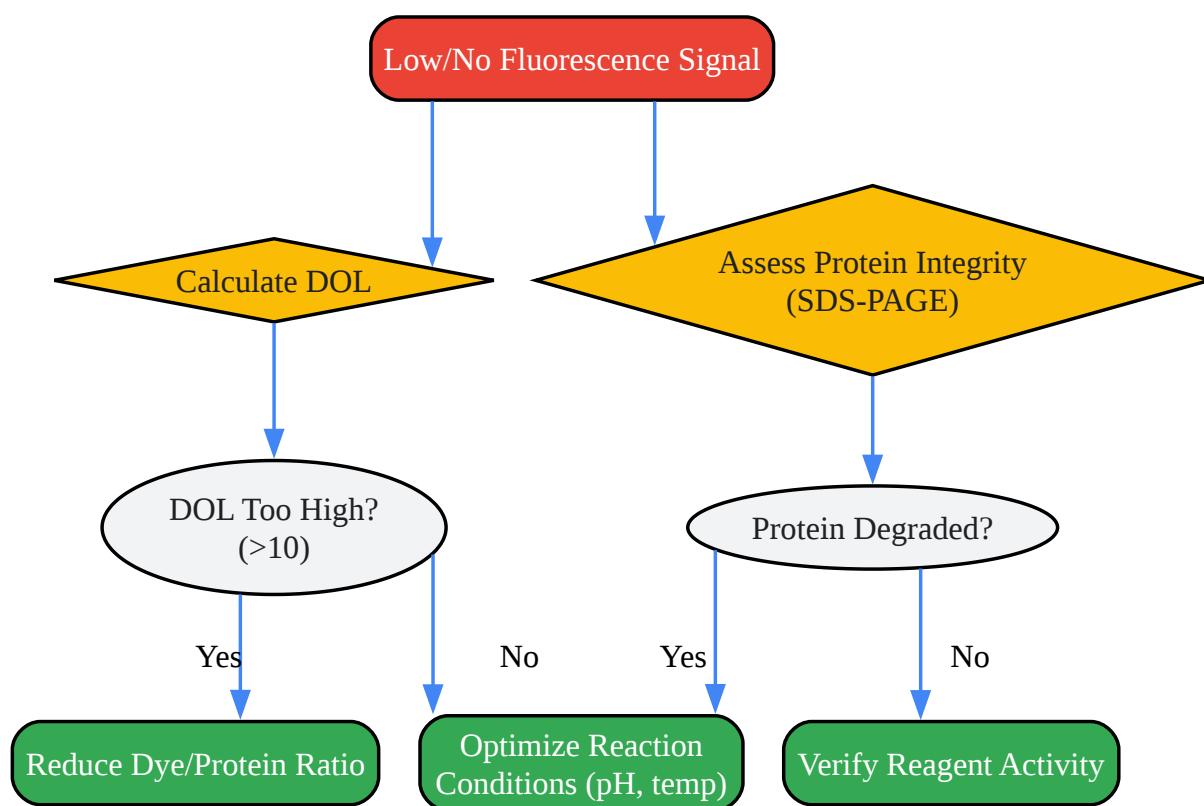 Low/No Fluorescence Signal
Calculate DOL
Assess Protein Integrity
(SDS-PAGE)
DOL Too High?
(>10)
Protein Degraded?
Yes
No
Yes
No
Reduce Dye/Protein Ratio
Optimize Reaction
Conditions (pH, temp)
Verify Reagent Activity